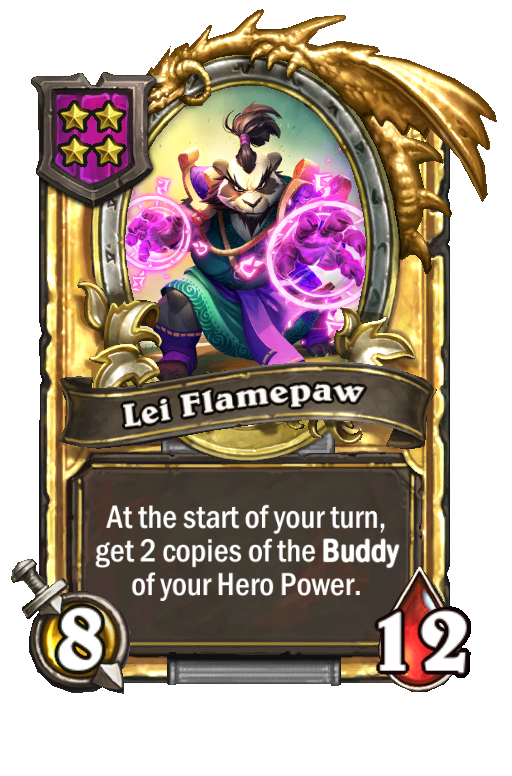 Lei Flamepaw
At the start of your turn,
get 2 copies of the Buddy
of your Hero Power.
8
12